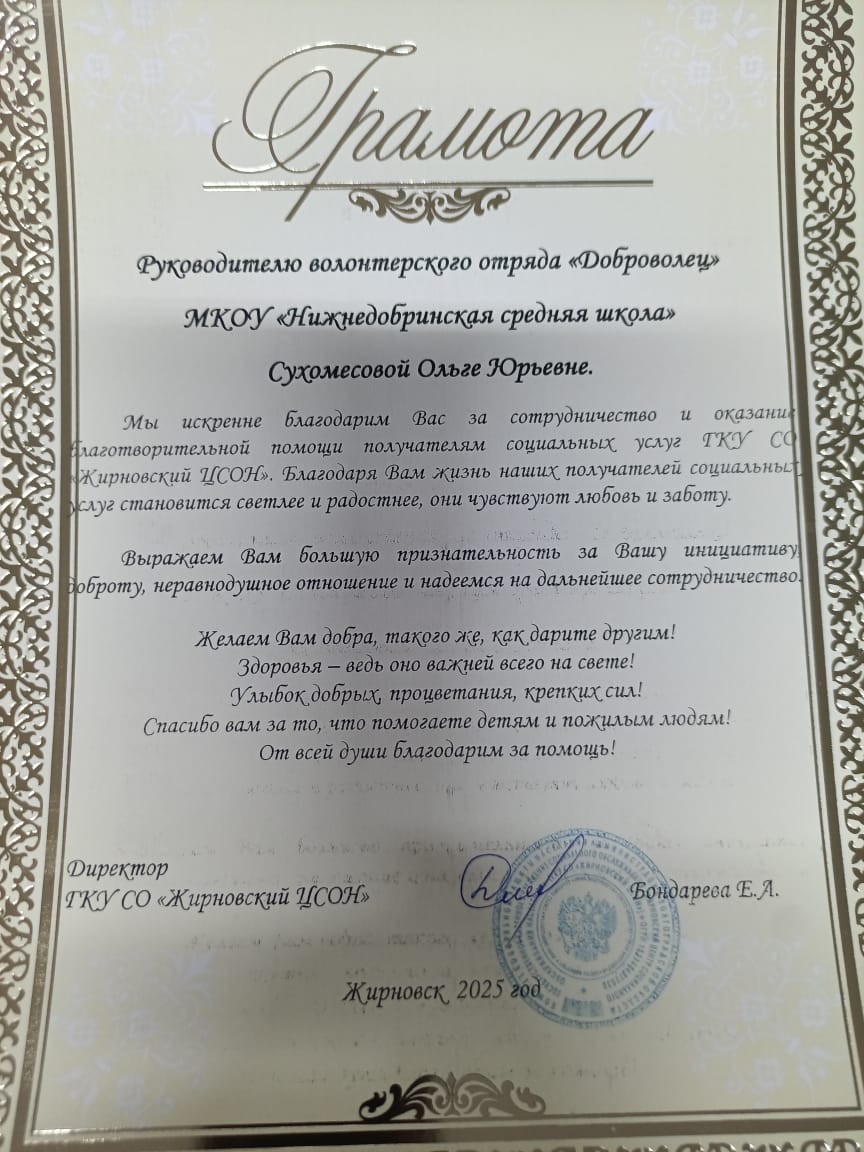 Грамота
Руководителю волонтерского отряда «Доброволец»
МКОУ «Нижнедобринская средняя школа»
Сухомесовой Ольге Юрьевне.
Мы искренне благодарим Вас за сотрудничество и оказание
благотворительной помощи получателям социальных услуг ГКУ СО
«Жирновский ЦСОН». Благодаря Вам жизнь наших получателей социальных
услуг становится светлее и радостнее, они чувствуют любовь и заботу.
Выражаем Вам большую признательность за Вашу инициативу,
доброту, неравнодушное отношение и надеемся на дальнейшее сотрудничество.
Желаем Вам добра, такого же, как дарите другим!
Здоровья – ведь оно важней всего на свете!
Улыбок добрых, процветания, крепких сил!
Спасибо вам за то, что помогаете детям и пожилым людям!
От всей души благодарим за помощь!
Директор
ГКУ СО «Жирновский ЦСОН»
Бондарева Е.А.
Жирновск, 2025 год